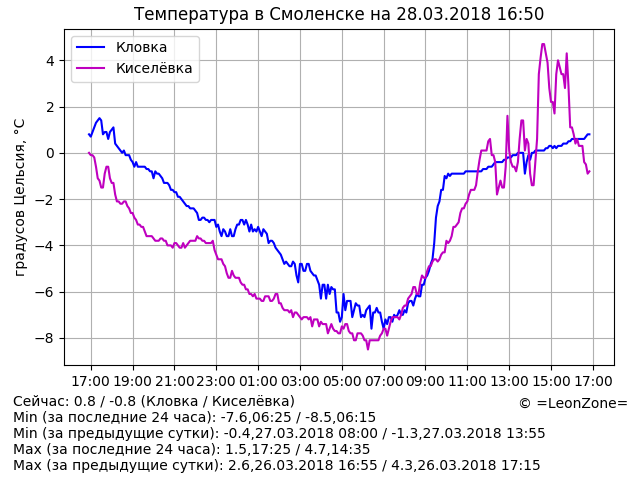 Температура в Смоленске на 28.03.2018 16:50
Кловка
Киселёвка
градусов Цельсия, °C
4
2
0
−2
−4
−6
−8
17:00 19:00 21:00 23:00 01:00 03:00 05:00 07:00 09:00 11:00 13:00 15:00 17:00
Сейчас: 0.8 / -0.8 (Кловка / Киселёвка)
© =LeonZone=
Min (за последние 24 часа): -7.6,06:25 / -8.5,06:15
Min (за предыдущие сутки): -0.4,27.03.2018 08:00 / -1.3,27.03.2018 13:55
Max (за последние 24 часа): 1.5,17:25 / 4.7,14:35
Max (за предыдущие сутки): 2.6,26.03.2018 16:55 / 4.3,26.03.2018 17:15